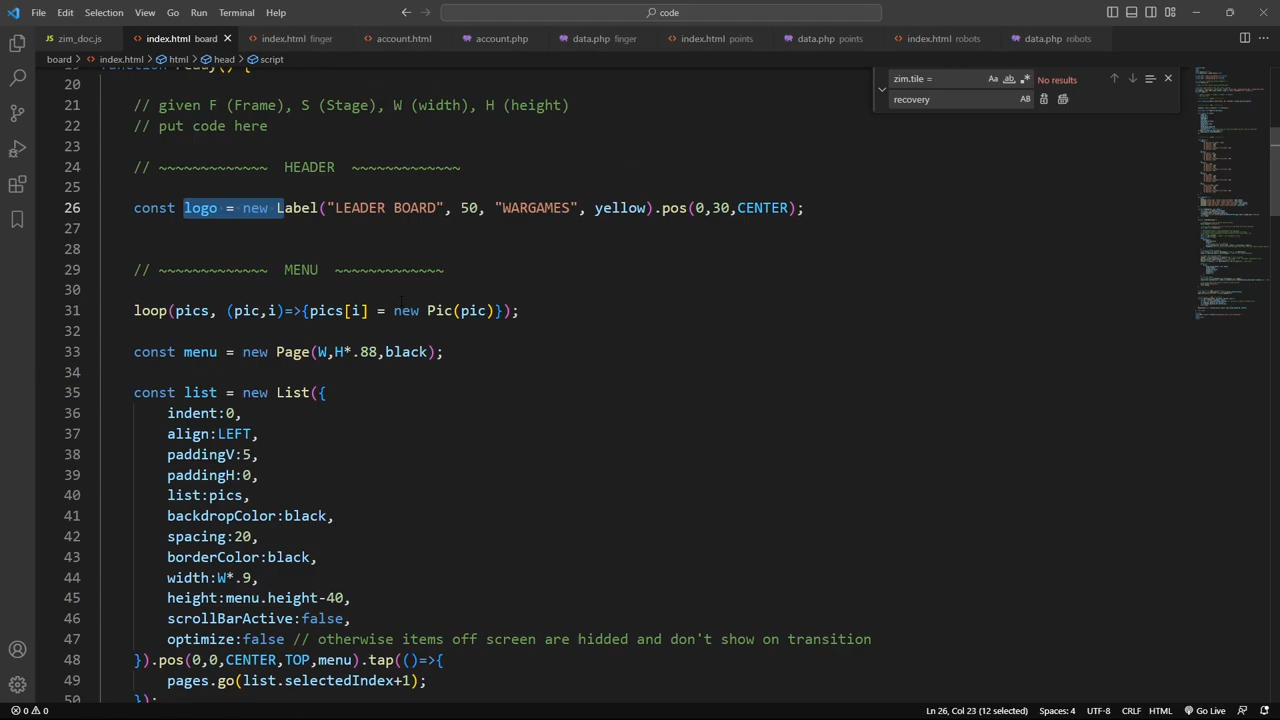 File Edit Selection View Go Run Terminal Help
code
zim_doc.js index.html board index.html finger account.html account.php data.php finger index.html points data.php points index.html robots data.php robots
board > index.html > html > head > script
zim.tile = Aa ab No results
recovery AB
20
21 // given F (Frame), S (Stage), W (width), H (height)
22 // put code here
23
24 // ~~~~~~~~~~~~~ HEADER ~~~~~~~~~~~~~
25
26 const logo = new Label("LEADER BOARD", 50, "WARGAMES", yellow).pos(0,30,CENTER);
27
28
29 // ~~~~~~~~~~~~~ MENU ~~~~~~~~~~~~~
30
31 loop(pics, (pic,i)=>{pics[i] = new Pic(pic)});
32
33 const menu = new Page(W,H*.88,black);
34
35 const list = new List({
36 indent:0,
37 align:LEFT,
38 paddingV:5,
39 paddingH:0,
40 list:pics,
41 backdropColor:black,
42 spacing:20,
43 borderColor:black,
44 width:W*.9,
45 height:menu.height-40,
46 scrollBarActive:false,
47 optimize:false // otherwise items off screen are hidded and don't show on transition
48 }).pos(0,0,CENTER,TOP,menu).tap(()=>{
49 pages.go(list.selectedIndex+1);
50 });
0 0 Ln 26, Col 23 (12 selected) Spaces: 4 UTF-8 CRLF HTML Go Live